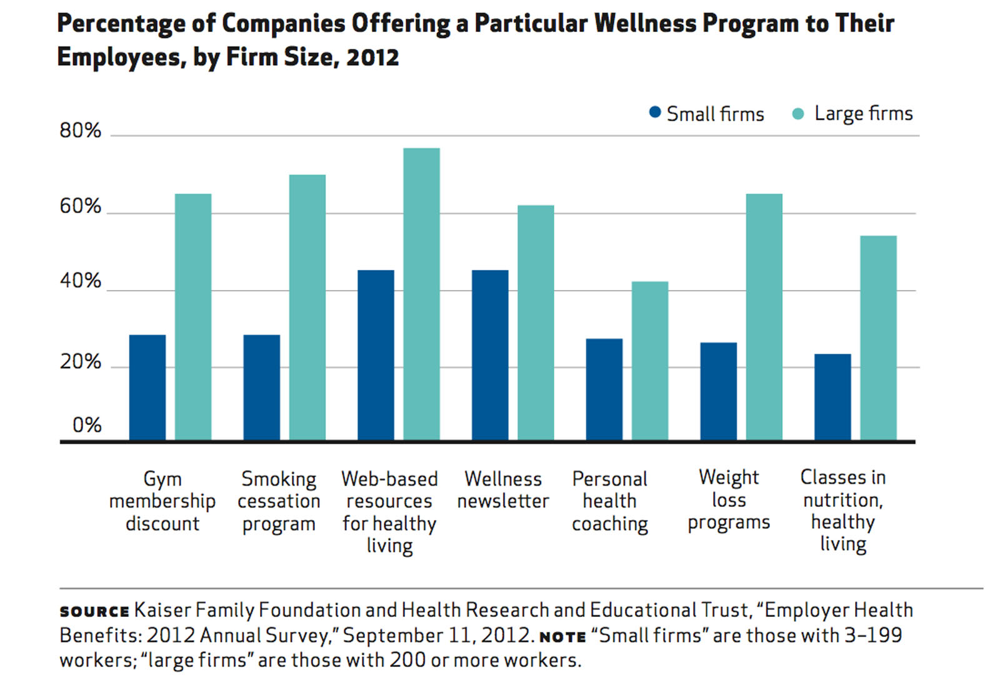 Percentage of Companies Offering a Particular Wellness Program to Their
Employees, by Firm Size, 2012
Small firms
Large firms
80%
60%
40%
20%
0%
Gym
membership
discount
Smoking
cessation
program
Web-based
resources
for healthy
living
Wellness
newsletter
Personal
health
coaching
Weight
loss
programs
Classes in
nutrition,
healthy
living
SOURCE Kaiser Family Foundation and Health Research and Educational Trust, “Employer Health
Benefits: 2012 Annual Survey,” September 11, 2012. NOTE “Small firms” are those with 3–199
workers; “large firms” are those with 200 or more workers.